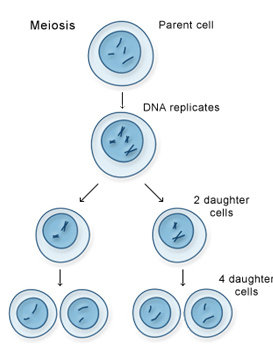 Meiosis
Parent cell
DNA replicates
2 daughter
cells
4 daughter
cells